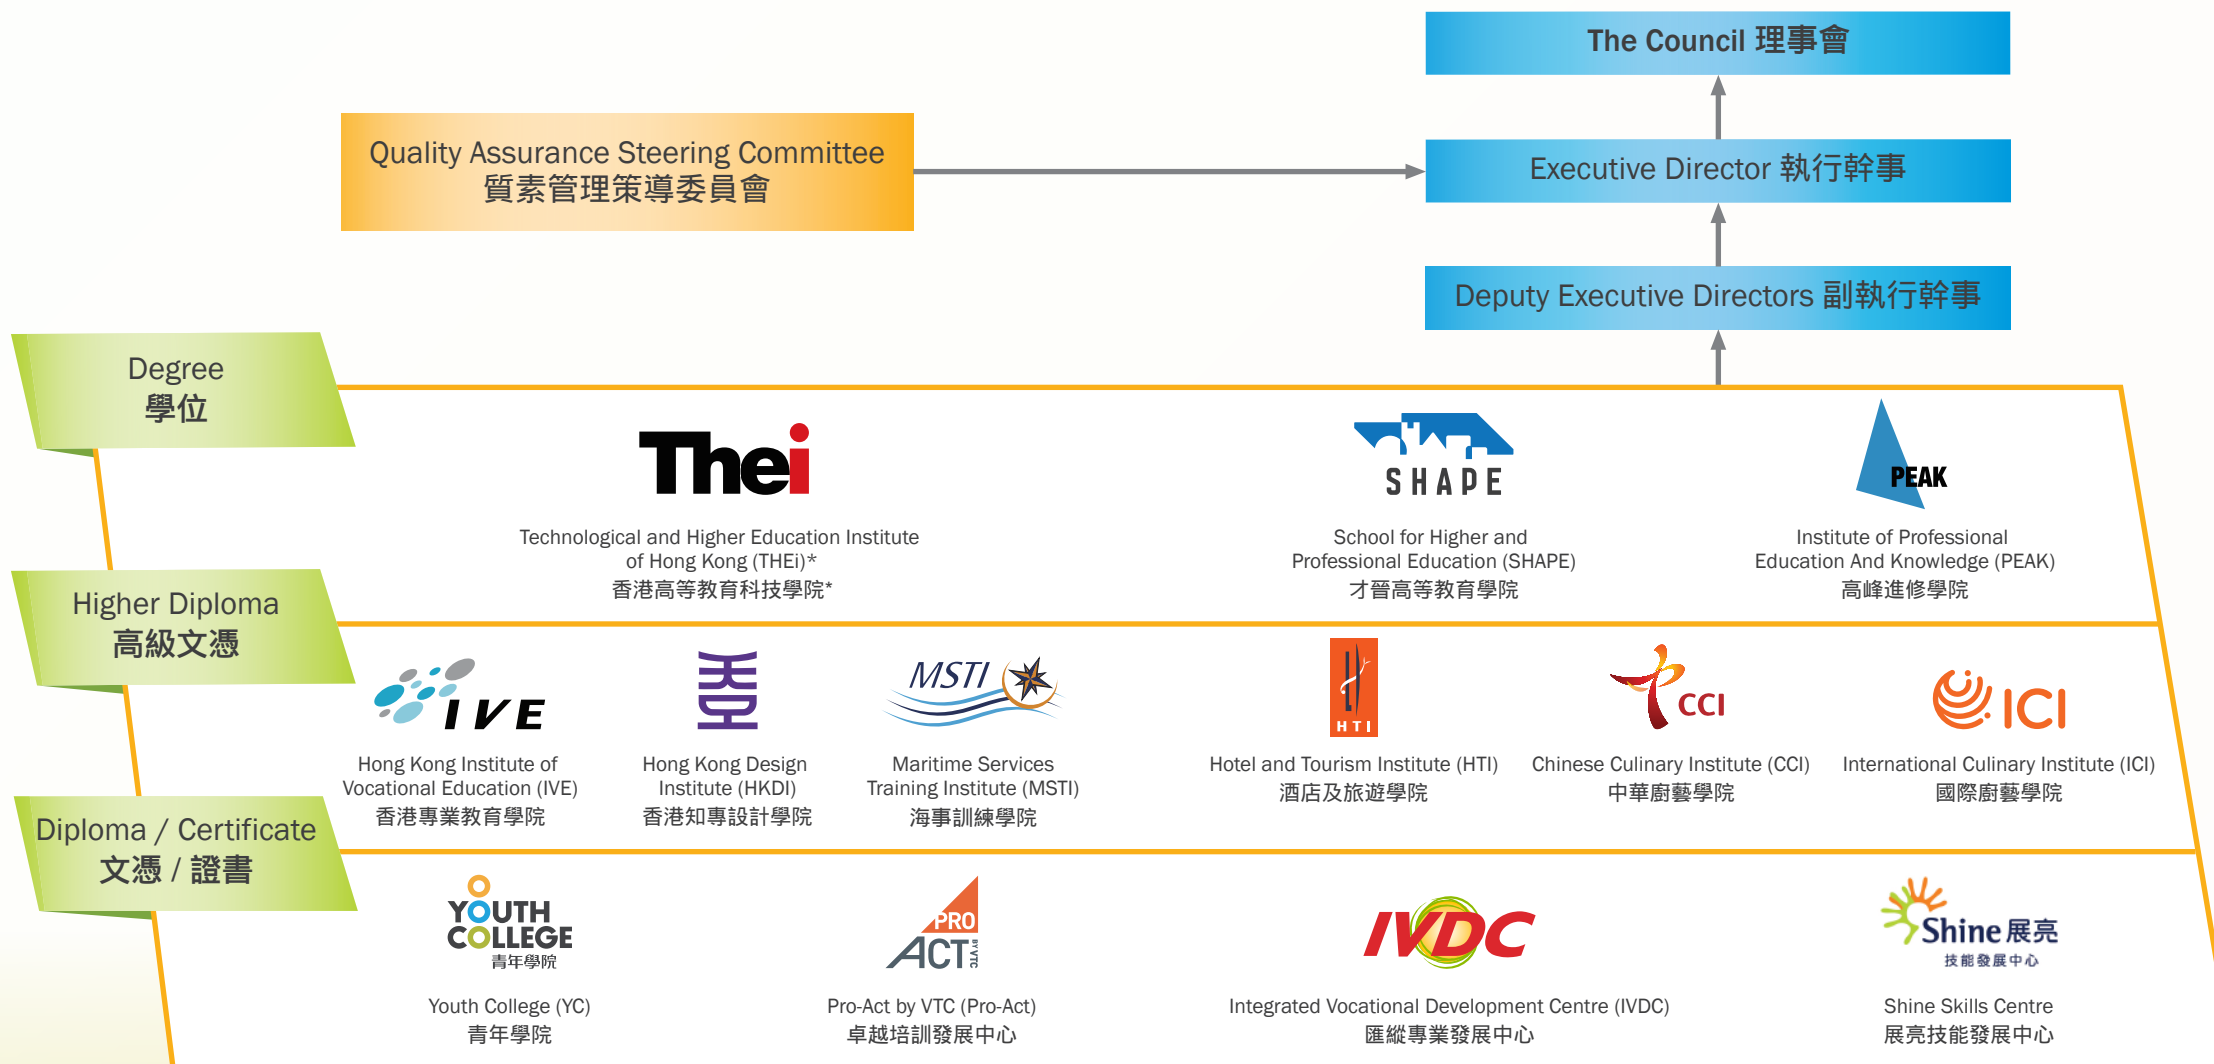 The Council 理事會
Quality Assurance Steering Committee
質素管理策導委員會
Executive Director 執行幹事
Deputy Executive Directors 副執行幹事
Degree
學位
Thei
SHAPE
PEAK
Technological and Higher Education Institute
of Hong Kong (THEi)*
香港高等教育科技學院*
School for Higher and
Professional Education (SHAPE)
才晉高等教育學院
Institute of Professional
Education And Knowledge (PEAK)
高峰進修學院
Higher Diploma
高級文憑
IVE
MSTI
HTI
CCI
ICI
Hong Kong Institute of
Vocational Education (IVE)
香港專業教育學院
Hong Kong Design
Institute (HKDI)
香港知專設計學院
Maritime Services
Training Institute (MSTI)
海事訓練學院
Hotel and Tourism Institute (HTI)
酒店及旅遊學院
Chinese Culinary Institute (CCI)
中華廚藝學院
International Culinary Institute (ICI)
國際廚藝學院
Diploma / Certificate
文憑 / 證書
YOUTH
COLLEGE
青年學院
PRO
ACT
BY VTC
IVDC
Shine 展亮
技能發展中心
Youth College (YC)
青年學院
Pro-Act by VTC (Pro-Act)
卓越培訓發展中心
Integrated Vocational Development Centre (IVDC)
匯縱專業發展中心
Shine Skills Centre
展亮技能發展中心